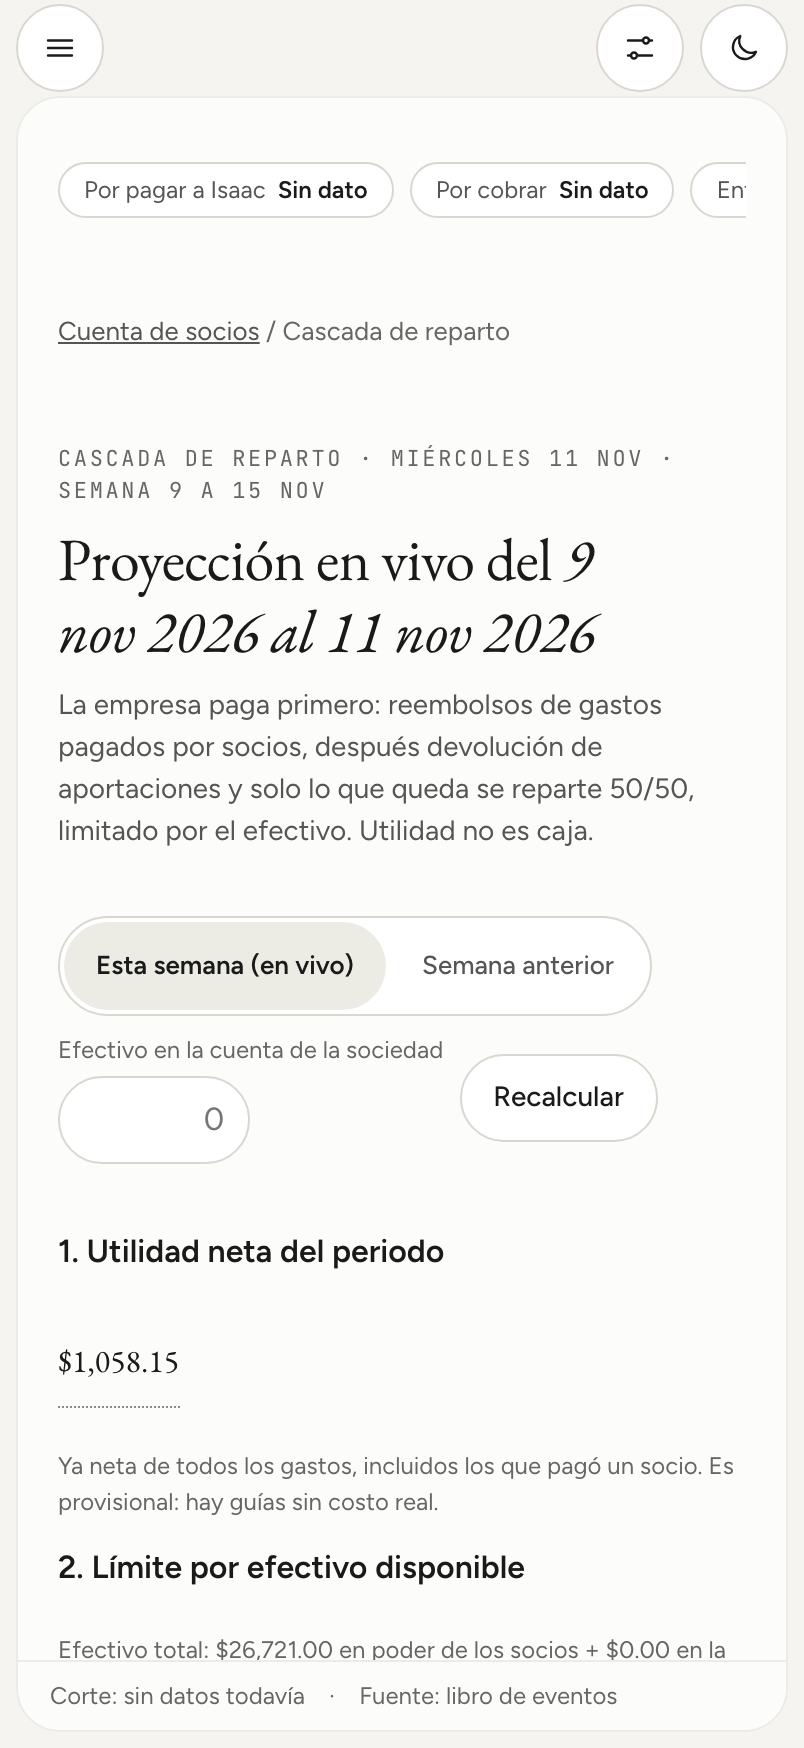 Por pagar a Isaac Sin dato
Por cobrar Sin dato
Cuenta de socios / Cascada de reparto
CASCADA DE REPARTO · MIÉRCOLES 11 NOV ·
SEMANA 9 A 15 NOV
Proyección en vivo del 9
nov 2026 al 11 nov 2026
La empresa paga primero: reembolsos de gastos
pagados por socios, después devolución de
aportaciones y solo lo que queda se reparte 50/50,
limitado por el efectivo. Utilidad no es caja.
Esta semana (en vivo) Semana anterior
Efectivo en la cuenta de la sociedad
0
Recalcular
1. Utilidad neta del periodo
$1,058.15
Ya neta de todos los gastos, incluidos los que pagó un socio. Es
provisional: hay guías sin costo real.
2. Límite por efectivo disponible
Efectivo total: $26,721.00 en poder de los socios + $0.00 en la
Corte: sin datos todavía · Fuente: libro de eventos